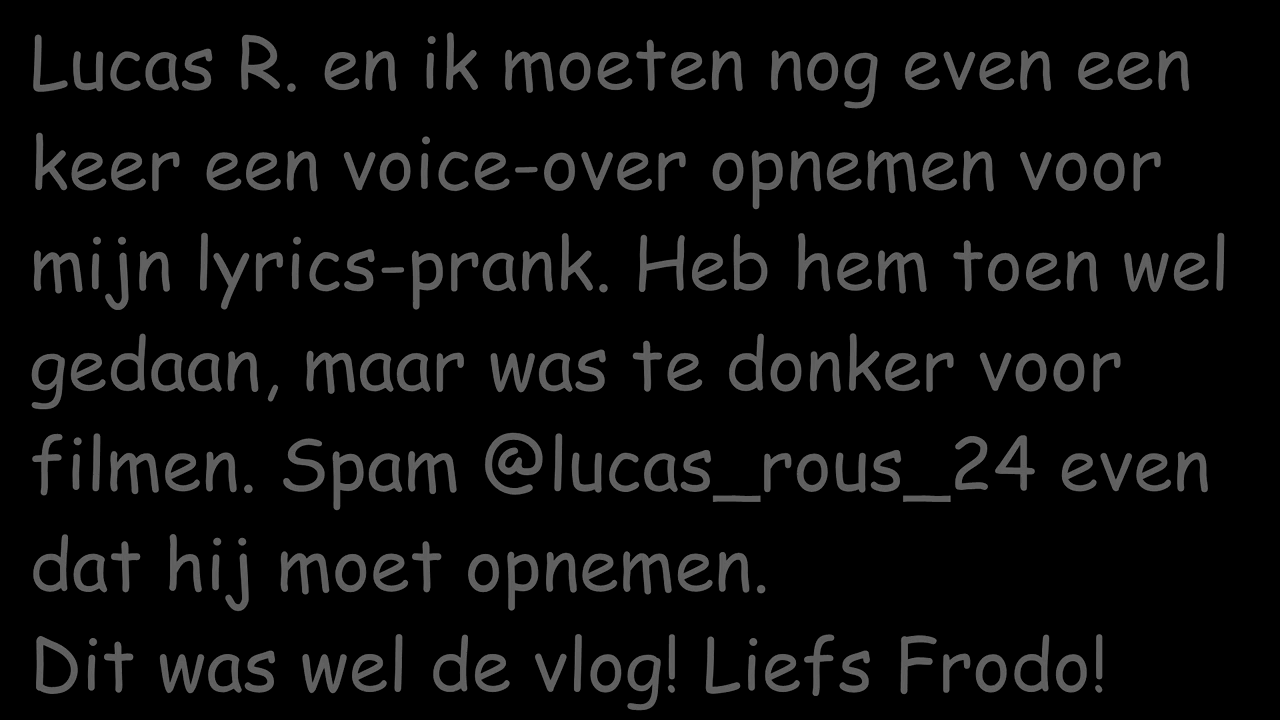 Lucas R. en ik moeten nog even een
keer een voice-over opnemen voor
mijn lyrics-prank. Heb hem toen wel
gedaan, maar was te donker voor
filmen. Spam @lucas_rous_24 even
dat hij moet opnemen.
Dit was wel de vlog! Liefs Frodo!